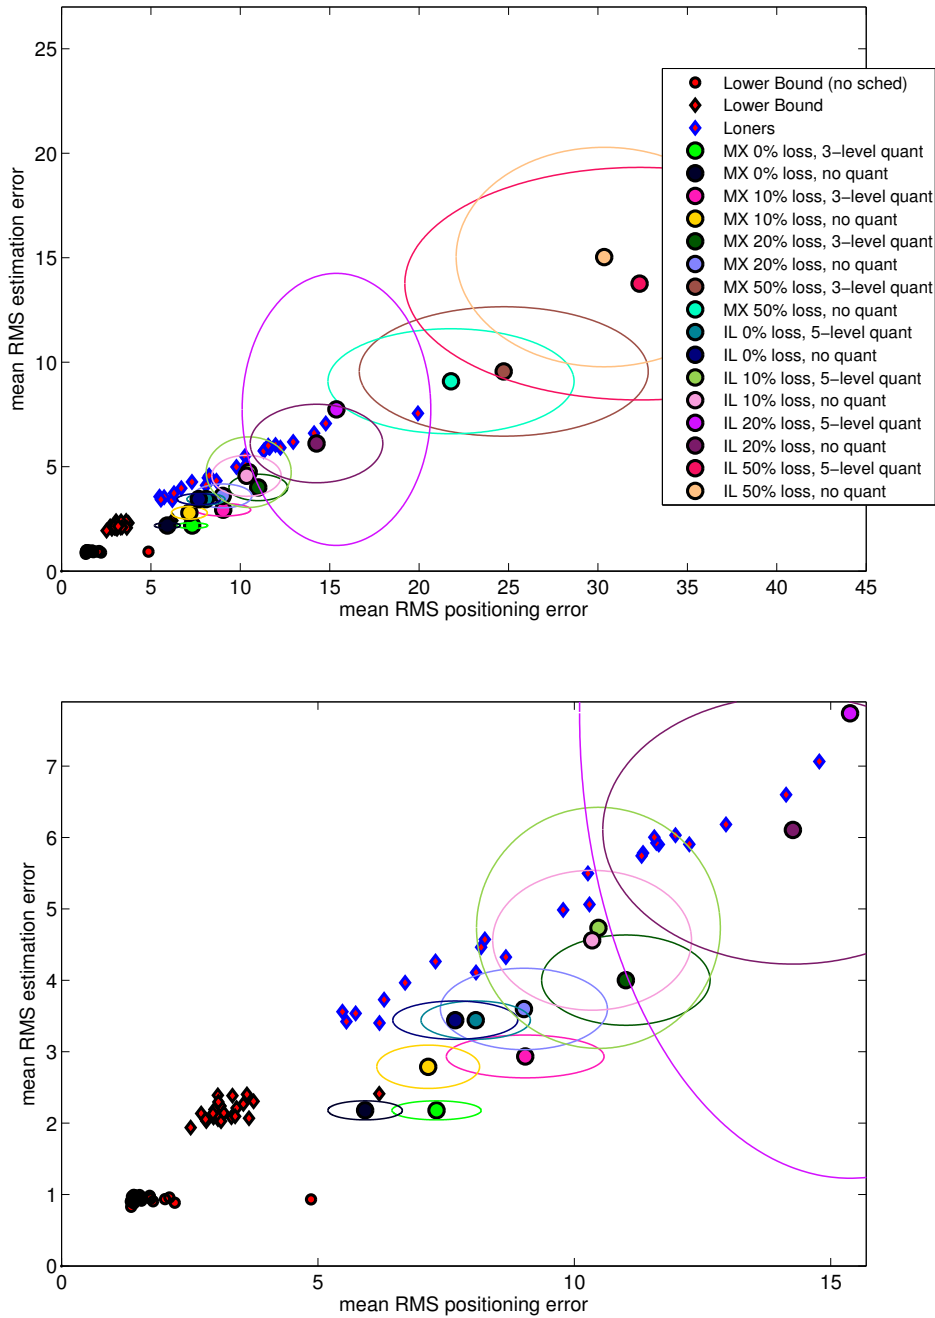 25
20
15
10
5
0
mean RMS estimation error
0 5 10 15 20 25 30 35 40 45
mean RMS positioning error
Lower Bound (no sched)
Lower Bound
Loners
MX 0% loss, 3−level quant
MX 0% loss, no quant
MX 10% loss, 3−level quant
MX 10% loss, no quant
MX 20% loss, 3−level quant
MX 20% loss, no quant
MX 50% loss, 3−level quant
MX 50% loss, no quant
IL 0% loss, 5−level quant
IL 0% loss, no quant
IL 10% loss, 5−level quant
IL 10% loss, no quant
IL 20% loss, 5−level quant
IL 20% loss, no quant
IL 50% loss, 5−level quant
IL 50% loss, no quant
7
6
5
4
3
2
1
0
mean RMS estimation error
0 5 10 15
mean RMS positioning error